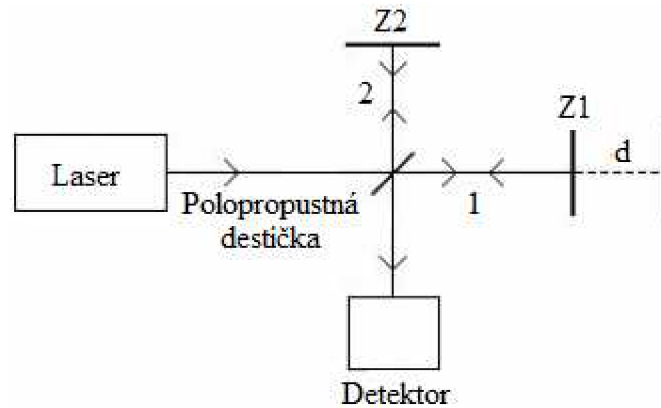 Z2
2
Z1
d
Laser
1
Polopropustná
destička
Detektor